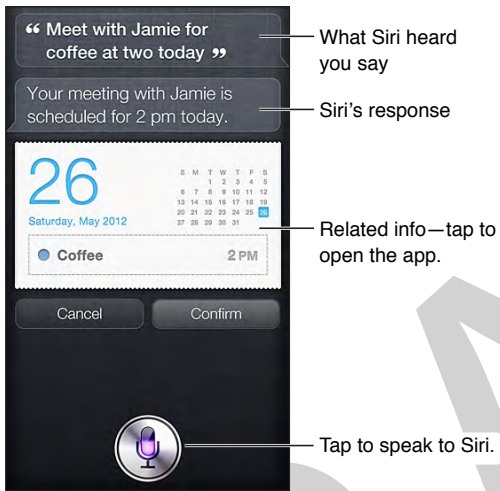 “ Meet with Jamie for
coffee at two today ”
What Siri heard
you say
Your meeting with Jamie is
scheduled for 2 pm today.
Siri's response
26
Saturday, May 2012
S M T W T F S
1 2 3 4 5
6 7 8 9 10 11 12
13 14 15 16 17 18 19
20 21 22 23 24 25 26
27 28 29 30 31
Coffee 2 PM
Related info—tap to
open the app.
Cancel Confirm
Tap to speak to Siri.